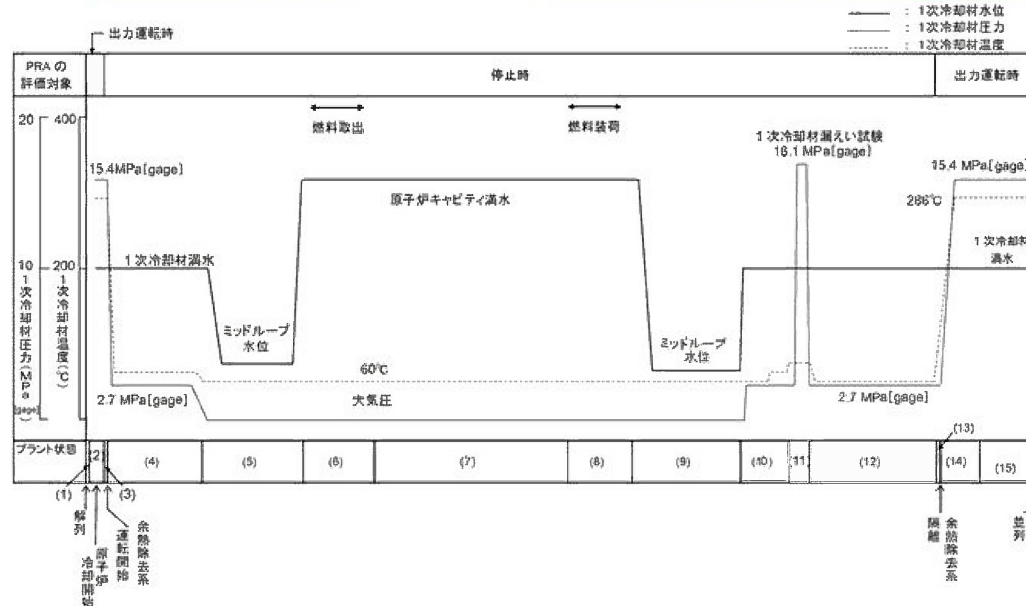 : 1次冷却材水位
: 1次冷却材圧力
: 1次冷却材温度
出力運転時
PRAの
評価対象
停止時
出力運転時
20
400
燃料取出
燃料装荷
1次冷却材漏えい試験
16.1 MPa[gage]
15.4MPa[gage]
15.4 MPa[gage]
原子炉キャビティ満水
286℃
1次冷却材満水
1次冷却材
満水
10
200
1次冷却材圧力(MPa[gage])
1次冷却材温度(℃)
ミッドループ
水位
ミッドループ
水位
60℃
2.7 MPa[gage]
大気圧
2.7 MPa[gage]
プラント状態
(1)
(2)
(3)
(4)
(5)
(6)
(7)
(8)
(9)
(10)
(11)
(12)
(13)
(14)
(15)
解列
原子炉
冷却開始
余熱除去系
運転開始
余熱除去系
隔離
並列